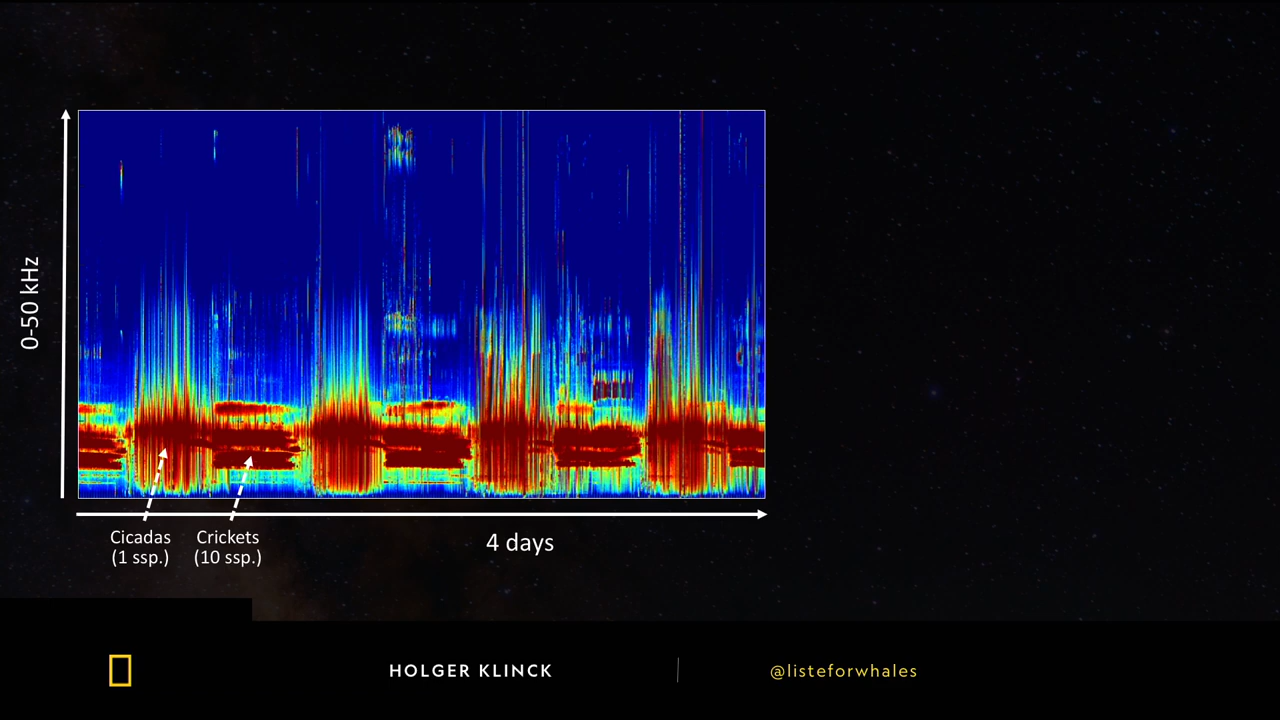 0-50 kHz
Cicadas
(1 ssp.)
Crickets
(10 ssp.)
4 days
HOLGER KLINCK
@listeforwhales